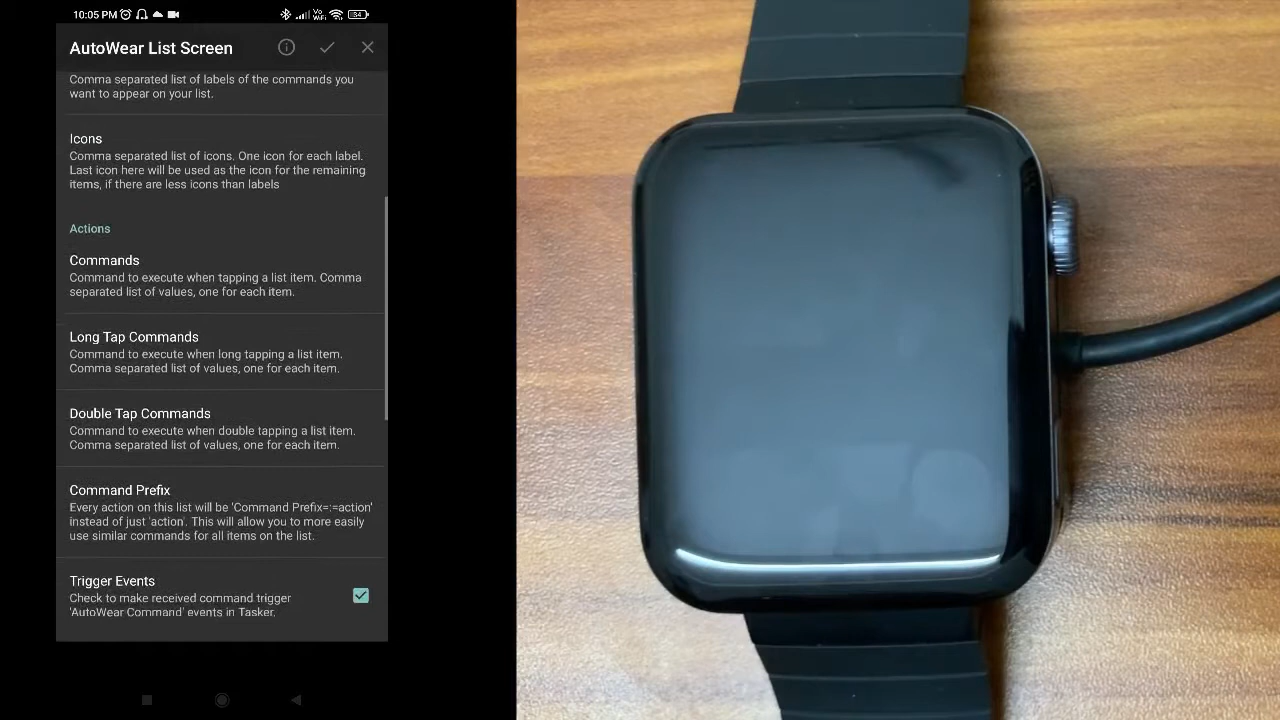 10:05 PM
Vo
WiFi
34
AutoWear List Screen
Comma separated list of labels of the commands you
want to appear on your list.
Icons
Comma separated list of icons. One icon for each label.
Last icon here will be used as the icon for the remaining
items, if there are less icons than labels
Actions
Commands
Command to execute when tapping a list item. Comma
separated list of values, one for each item.
Long Tap Commands
Command to execute when long tapping a list item.
Comma separated list of values, one for each item.
Double Tap Commands
Command to execute when double tapping a list item.
Comma separated list of values, one for each item.
Command Prefix
Every action on this list will be 'Command Prefix=:=action'
instead of just 'action'. This will allow you to more easily
use similar commands for all items on the list.
Trigger Events
Check to make received command trigger
'AutoWear Command' events in Tasker.